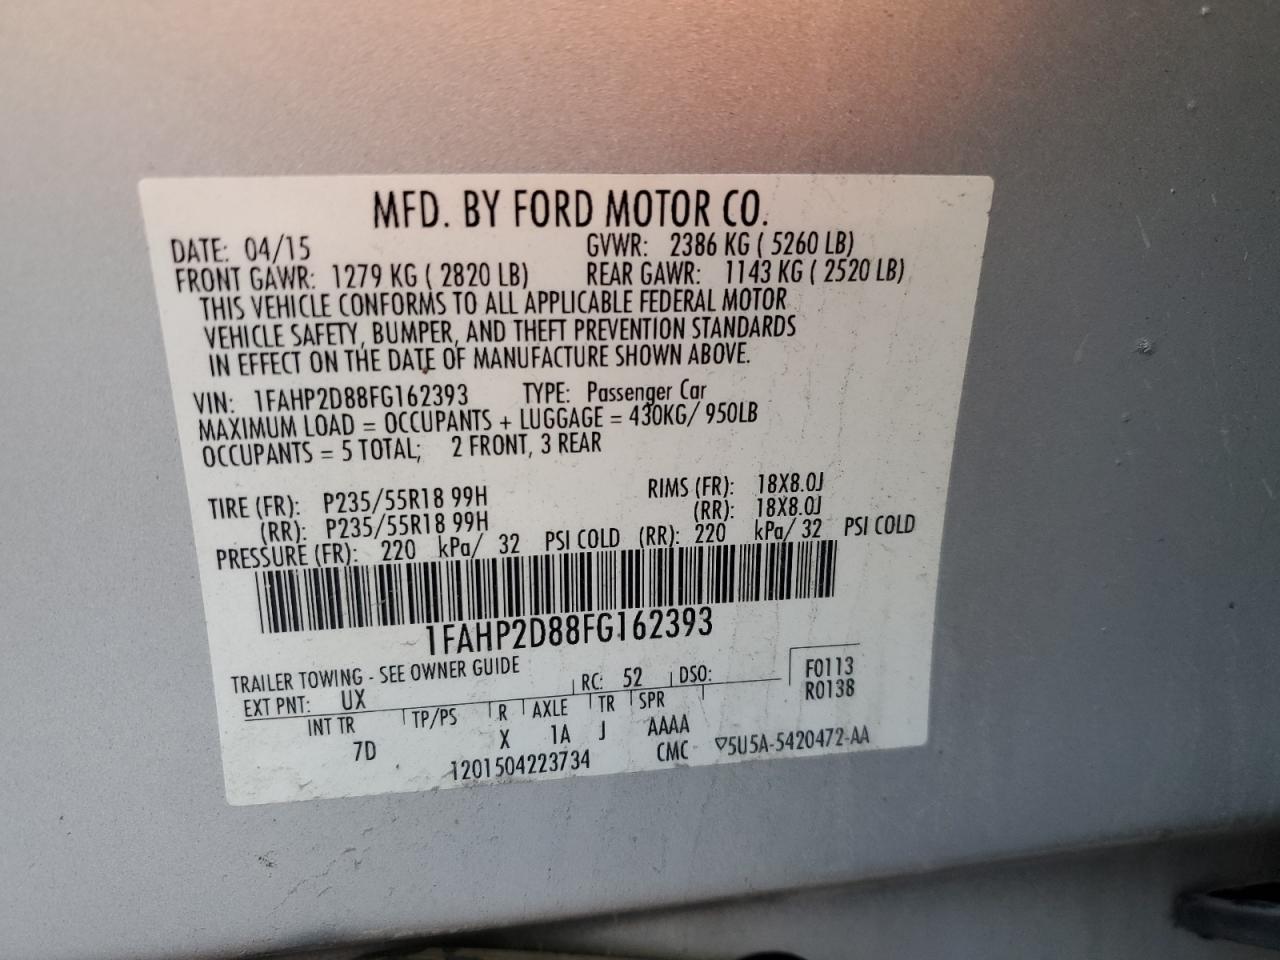 MFD. BY FORD MOTOR CO.
DATE: 04/15 GVWR: 2386 KG ( 5260 LB)
FRONT GAWR: 1279 KG ( 2820 LB) REAR GAWR: 1143 KG ( 2520 LB)
THIS VEHICLE CONFORMS TO ALL APPLICABLE FEDERAL MOTOR
VEHICLE SAFETY, BUMPER, AND THEFT PREVENTION STANDARDS
IN EFFECT ON THE DATE OF MANUFACTURE SHOWN ABOVE.
VIN: 1FAHP2D88FG162393 TYPE: Passenger Car
MAXIMUM LOAD = OCCUPANTS + LUGGAGE = 430KG/ 950LB
OCCUPANTS = 5 TOTAL; 2 FRONT, 3 REAR
TIRE (FR): P235/55R18 99H RIMS (FR): 18X8.0J
(RR): P235/55R18 99H (RR): 18X8.0J
PRESSURE (FR): 220 kPa/ 32 PSI COLD (RR): 220 kPa/ 32 PSI COLD
1FAHP2D88FG162393
TRAILER TOWING - SEE OWNER GUIDE
EXT PNT: UX RC: 52 DSO: F0113
R0138
INT TR TP/PS R AXLE TR SPR
7D X 1A J AAAA
1201504223734 CMC ▽5U5A-5420472-AA